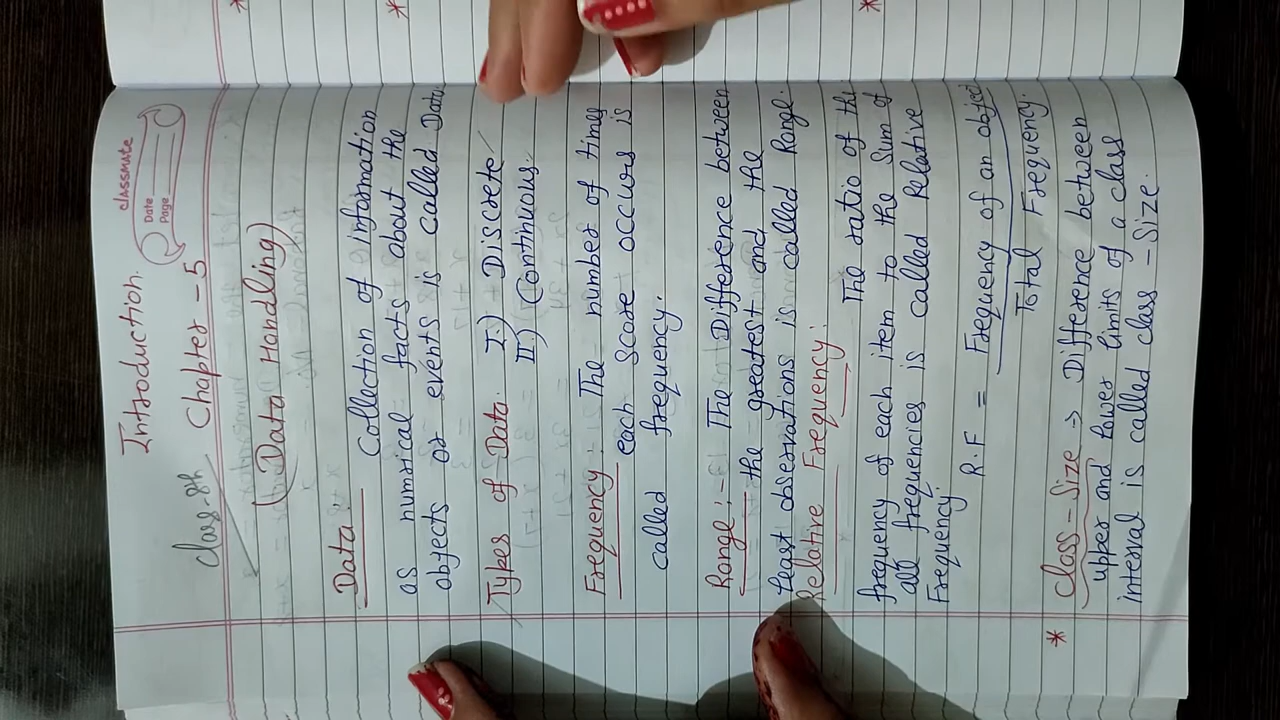 Introduction.
classmate
Date
Page
Class-8th
Chapter - 5
(Data Handling)
Data:
Collection of information
as numrical facts about the
objects or events is called Data
Types of Data: I.) Discrete
II) Continuous.
Frequency: The number of times
each Score occurs is
called frequency.
Range:- The Difference between
the greatest and the
least observations is called Range.
Relative Frequency:
The ratio of the
frequency of each item to the Sum of
all frequencies is called Relative
Frequency.
R.F = Frequency of an object
Total Frequency.
* Class-Size => Difference between
upper and lower limits of a class
interal is called class - Size.